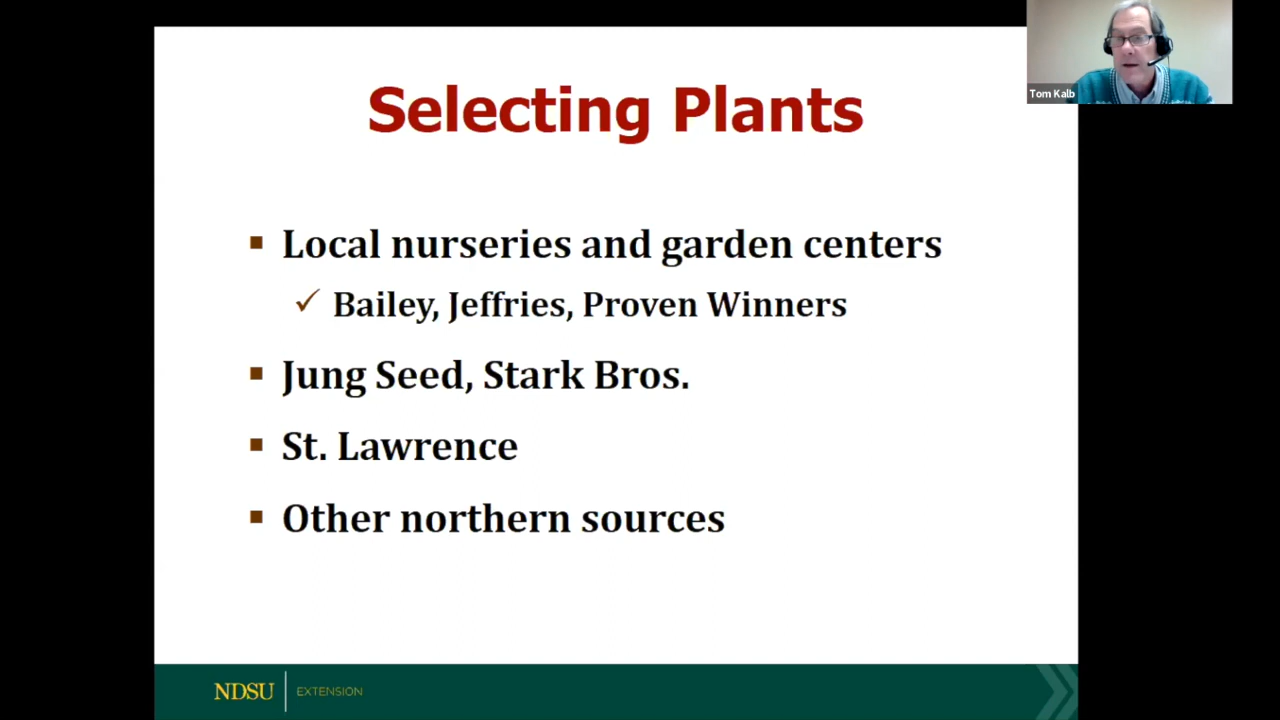 Selecting Plants
Tom Kalb
Local nurseries and garden centers
Bailey, Jeffries, Proven Winners
Jung Seed, Stark Bros.
St. Lawrence
Other northern sources
NDSU EXTENSION